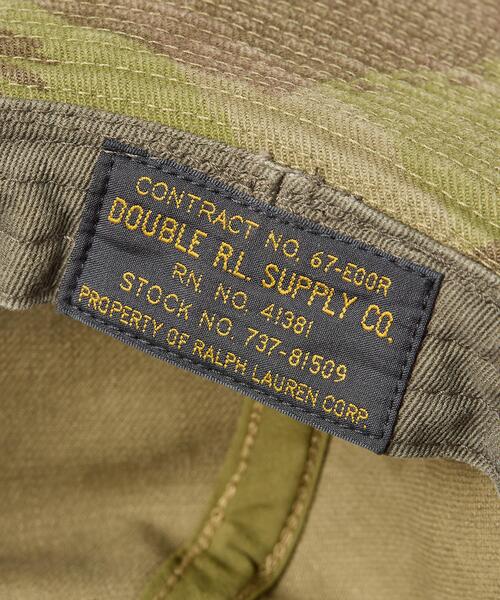 CONTRACT NO. 67-E00R
DOUBLE R.L. SUPPLY CO.
RN. NO. 41381
STOCK NO. 737-81509
PROPERTY OF RALPH LAUREN CORP.